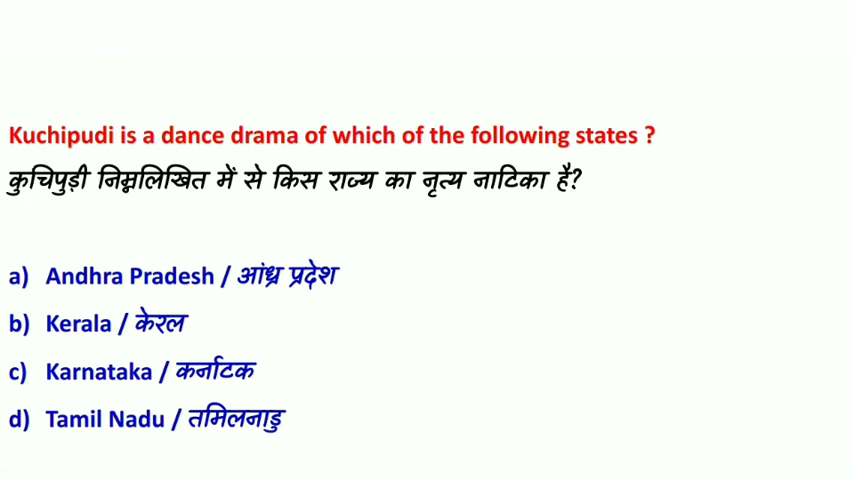 Kuchipudi is a dance drama of which of the following states ?
कुचिपुड़ी निम्नलिखित में से किस राज्य का नृत्य नाटिका है?
a) Andhra Pradesh / आंध्र प्रदेश
b) Kerala / केरल
c) Karnataka / कर्नाटक
d) Tamil Nadu / तमिलनाडु